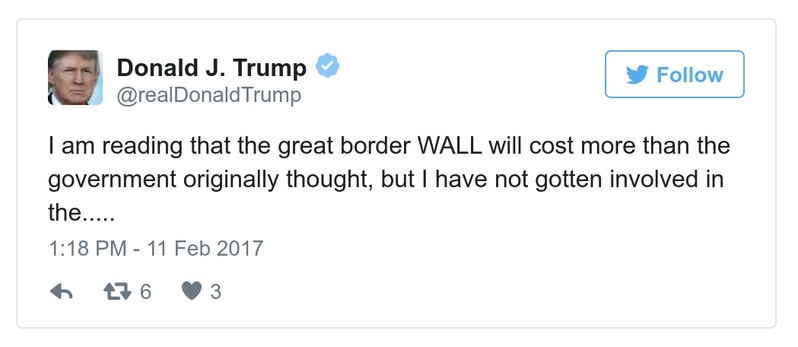 Donald J. Trump
@realDonaldTrump
Follow
I am reading that the great border WALL will cost more than the
government originally thought, but I have not gotten involved in
the.....
1:18 PM - 11 Feb 2017
6
3